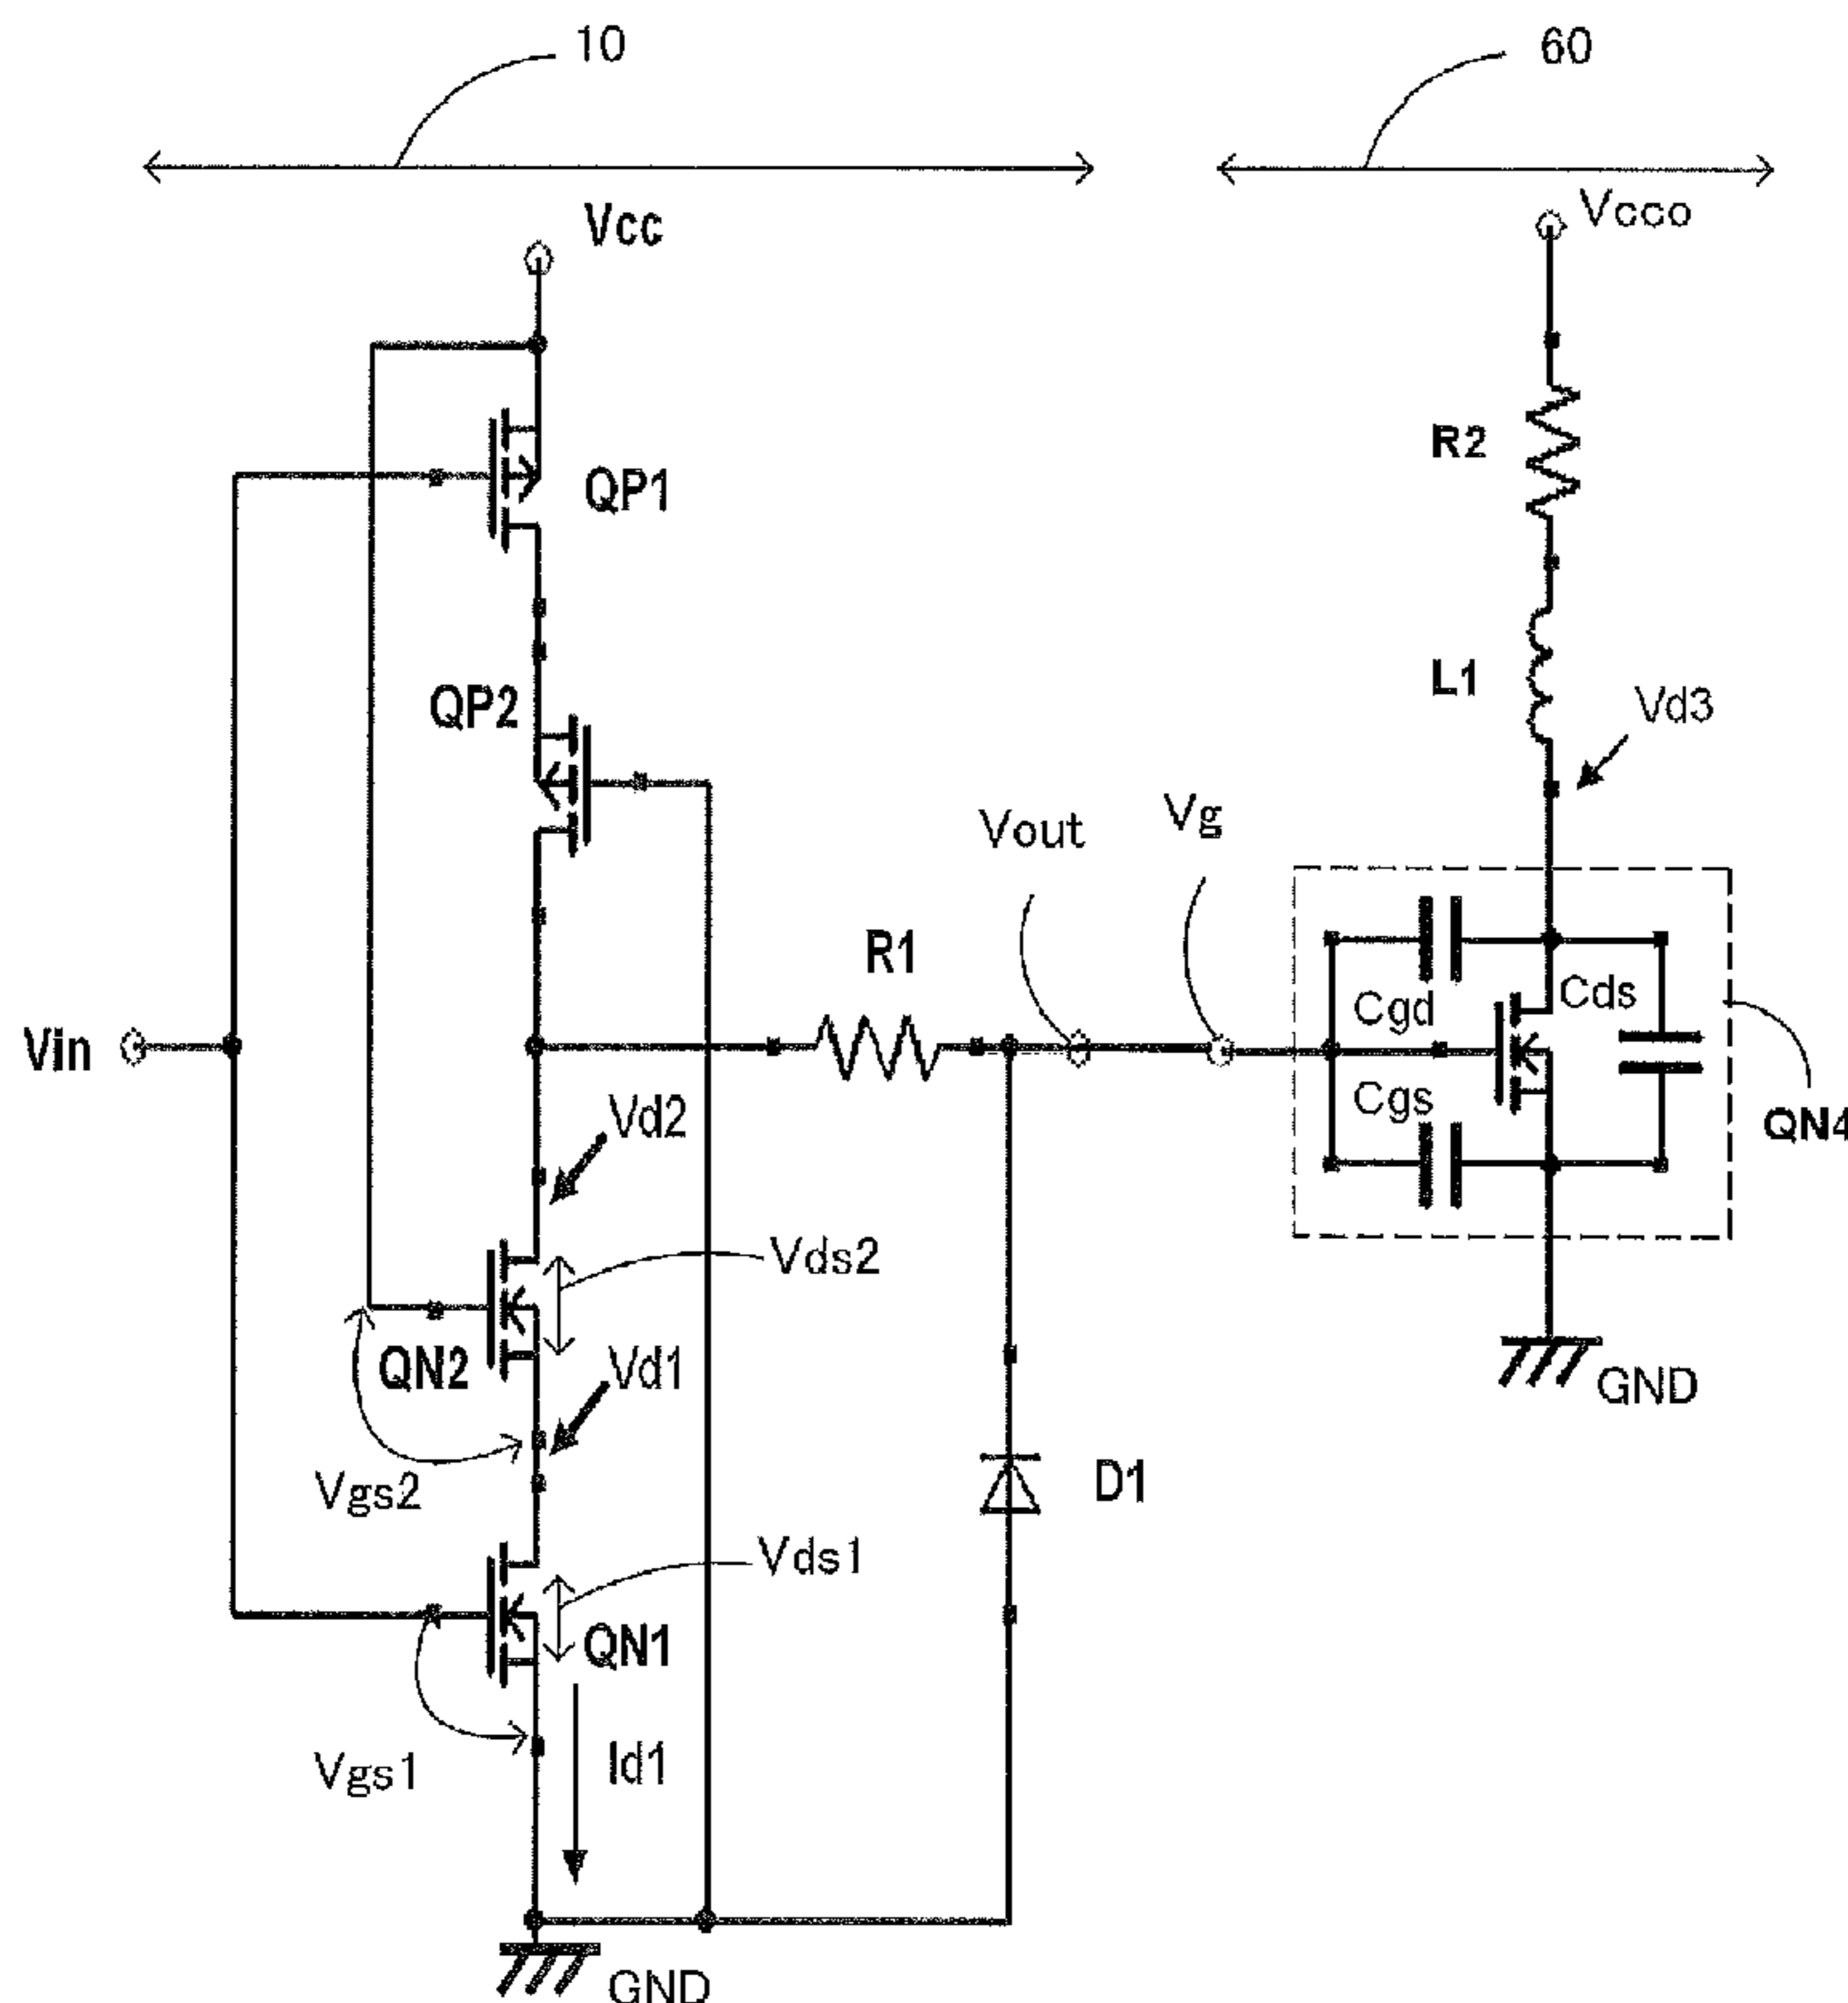 10
60
Vcc
Vcco
QP1
R2
QP2
L1
Vd3
Vout
Vg
R1
Cds
Cgd
Vin
Cgs
Vd2
QN4
Vds2
QN2
Vd1
GND
Vgs2
D1
Vds1
QN1
Vgs1
Id1
GND